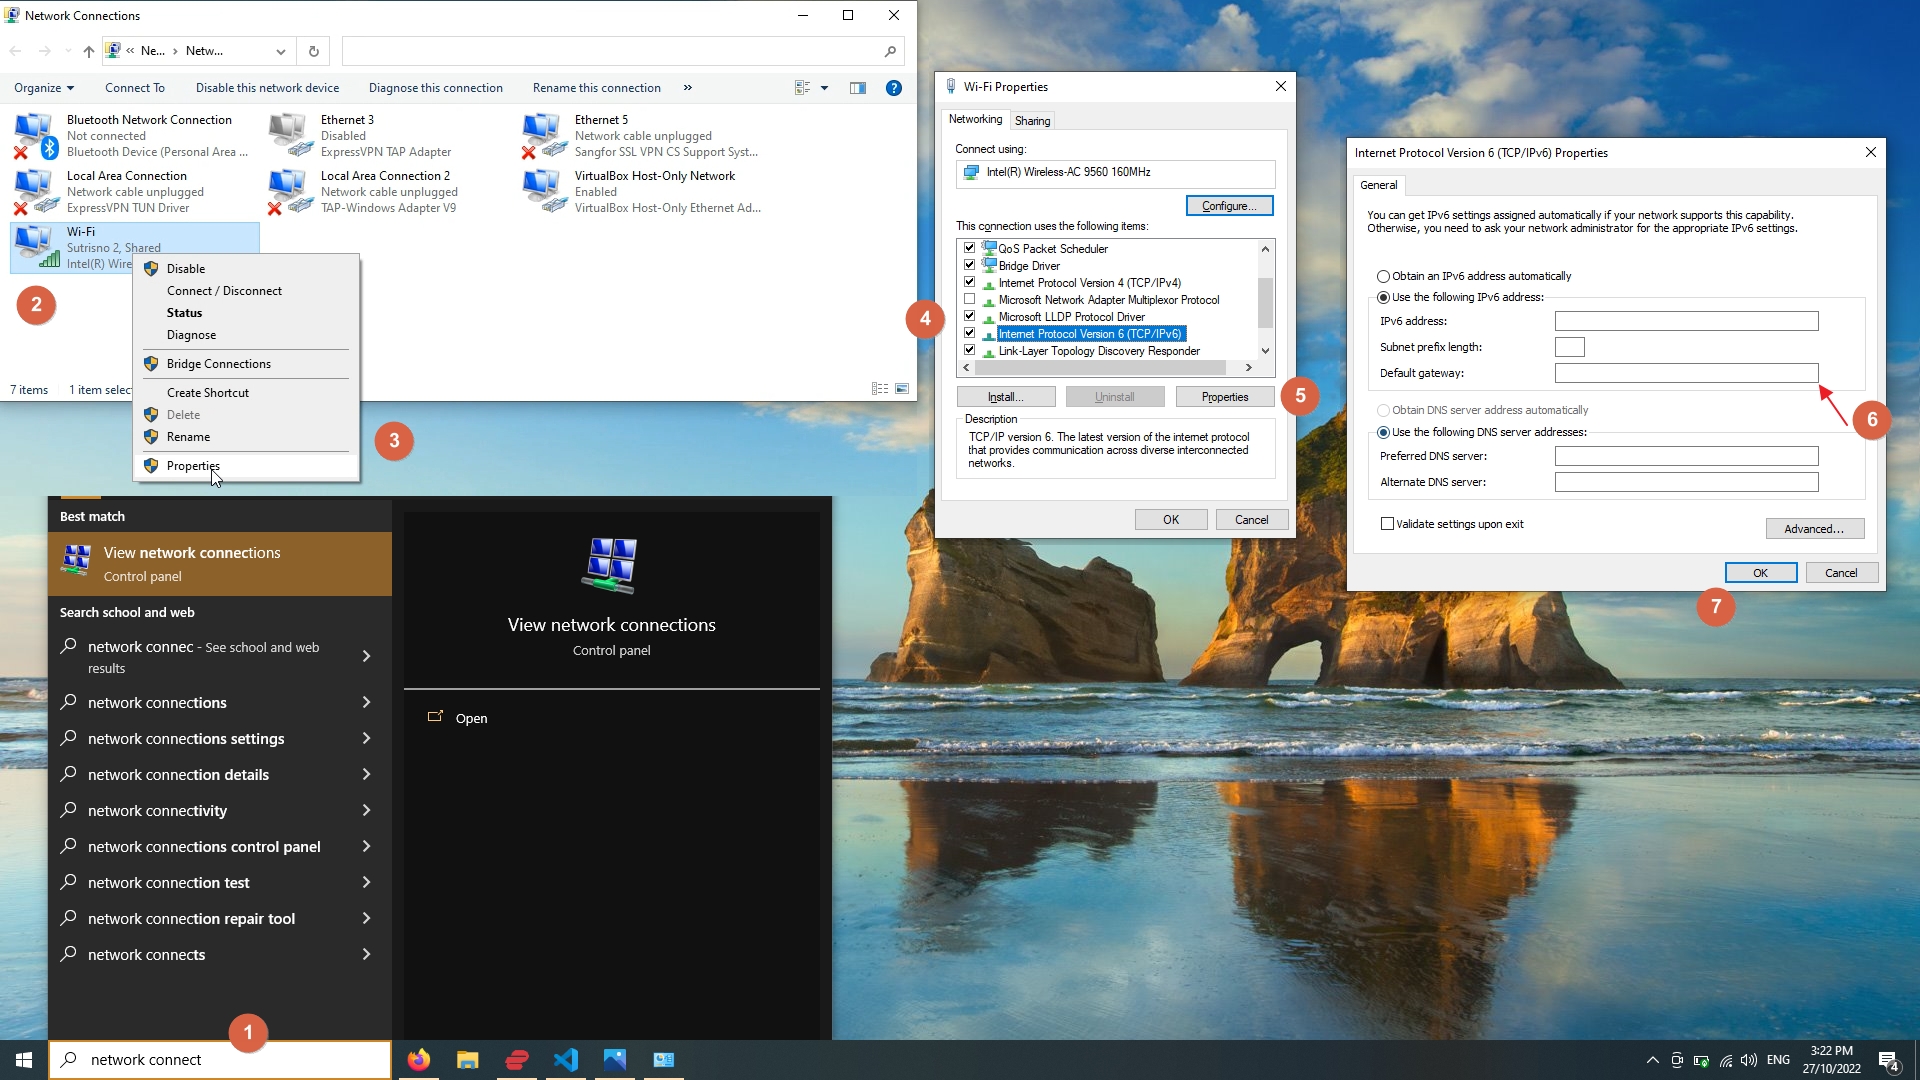 Network Connections
« Ne... › Netw...
Organize Connect To Disable this network device Diagnose this connection Rename this connection »
Bluetooth Network Connection
Not connected
Bluetooth Device (Personal Area ...
Ethernet 3
Disabled
ExpressVPN TAP Adapter
Ethernet 5
Network cable unplugged
Sangfor SSL VPN CS Support Syst...
Local Area Connection
Network cable unplugged
ExpressVPN TUN Driver
Local Area Connection 2
Network cable unplugged
TAP-Windows Adapter V9
VirtualBox Host-Only Network
Enabled
VirtualBox Host-Only Ethernet Ad...
Wi-Fi
Sutrisno 2, Shared
Intel(R) Wire
2
Disable
Connect / Disconnect
Status
Diagnose
Bridge Connections
Create Shortcut
Delete
Rename
Properties
3
7 items 1 item select
Wi-Fi Properties
Networking Sharing
Connect using:
Intel(R) Wireless-AC 9560 160MHz
Configure...
This connection uses the following items:
QoS Packet Scheduler
Bridge Driver
Internet Protocol Version 4 (TCP/IPv4)
Microsoft Network Adapter Multiplexor Protocol
Microsoft LLDP Protocol Driver
Internet Protocol Version 6 (TCP/IPv6)
Link-Layer Topology Discovery Responder
4
Install... Uninstall Properties
5
Description
TCP/IP version 6. The latest version of the internet protocol
that provides communication across diverse interconnected
networks.
OK Cancel
Internet Protocol Version 6 (TCP/IPv6) Properties
General
You can get IPv6 settings assigned automatically if your network supports this capability.
Otherwise, you need to ask your network administrator for the appropriate IPv6 settings.
Obtain an IPv6 address automatically
Use the following IPv6 address:
IPv6 address:
Subnet prefix length:
Default gateway:
6
Obtain DNS server address automatically
Use the following DNS server addresses:
Preferred DNS server:
Alternate DNS server:
Validate settings upon exit
Advanced...
OK Cancel
7
Best match
View network connections
Control panel
Search school and web
network connec - See school and web
results
network connections
network connections settings
network connection details
network connectivity
network connections control panel
network connection test
network connection repair tool
network connects
View network connections
Control panel
Open
1
network connect
ENG
3:22 PM
27/10/2022
4